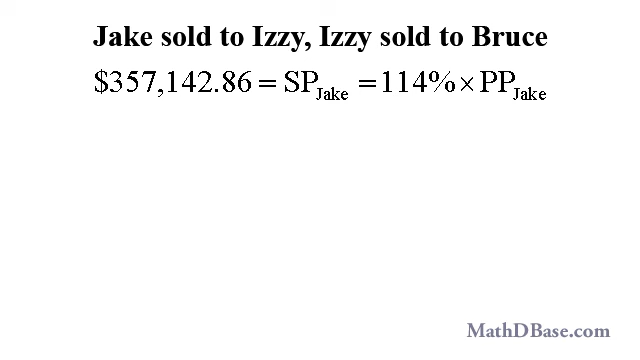 Jake sold to Izzy, Izzy sold to Bruce
$357,142.86 = SP_Jake = 114% × PP_Jake
MathDBase.com